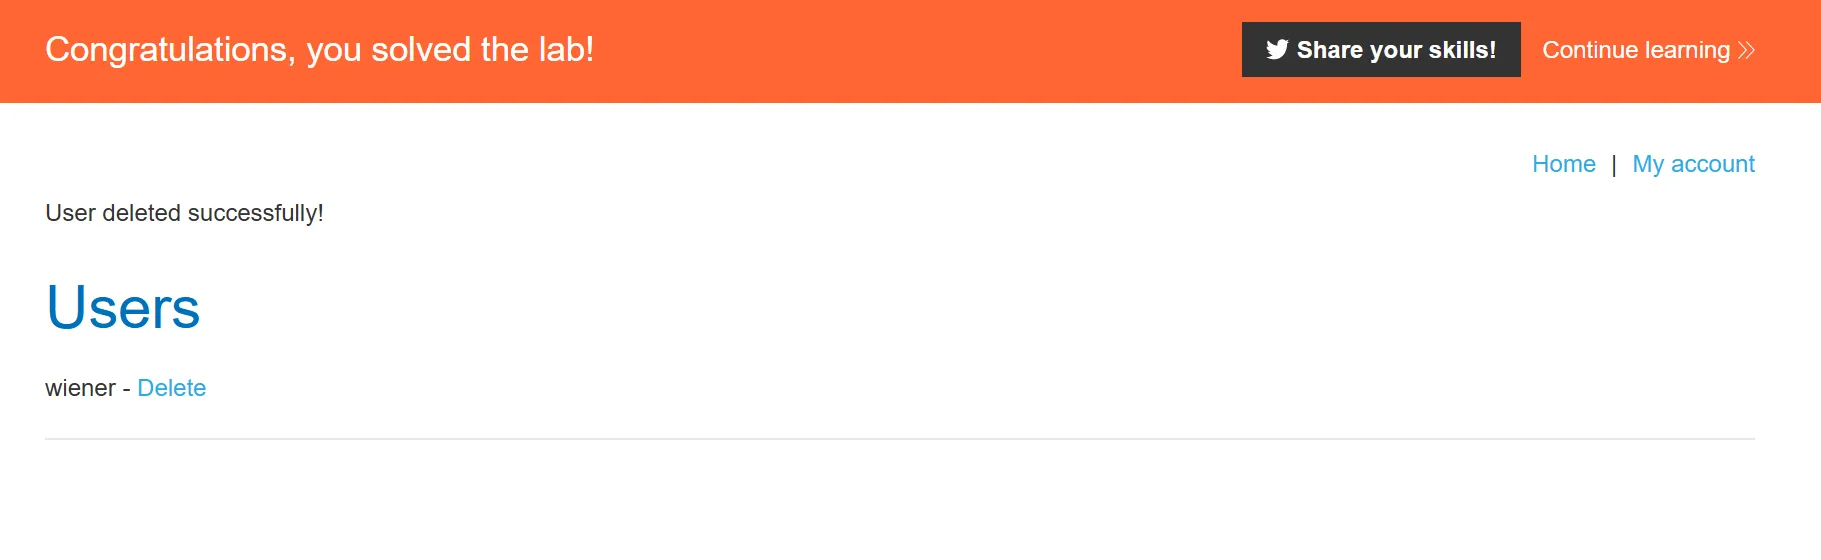 Congratulations, you solved the lab!
Share your skills!
Continue learning
Home | My account
User deleted successfully!
Users
wiener - Delete